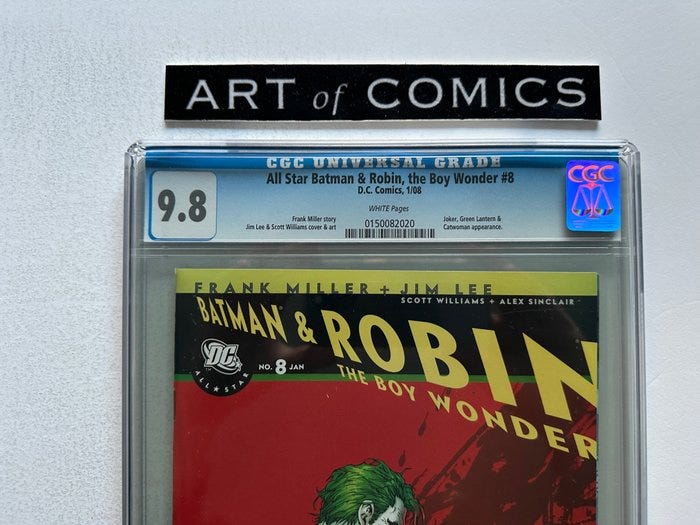 ART of COMICS
CGC UNIVERSAL GRADE
All Star Batman & Robin, the Boy Wonder #8
D.C. Comics, 1/08
9.8
CGC
WHITE Pages
Frank Miller story
Jim Lee & Scott Williams cover & art
0150082020
Joker, Green Lantern &
Catwoman appearance.
FRANK MILLER + JIM LEE
SCOTT WILLIAMS + ALEX SINCLAIR
BATMAN & ROBIN
THE BOY WONDER
DC
ALL ★ STAR
NO. 8 JAN